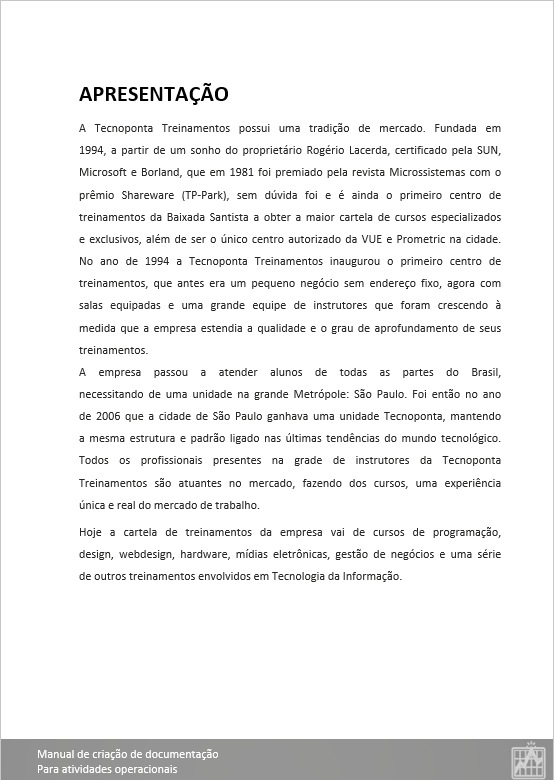 APRESENTAÇÃO
A Tecnoponta Treinamentos possui uma tradição de mercado. Fundada em
1994, a partir de um sonho do proprietário Rogério Lacerda, certificado pela SUN,
Microsoft e Borland, que em 1981 foi premiado pela revista Microssistemas com o
prêmio Shareware (TP-Park), sem dúvida foi e é ainda o primeiro centro de
treinamentos da Baixada Santista a obter a maior cartela de cursos especializados
e exclusivos, além de ser o único centro autorizado da VUE e Prometric na cidade.
No ano de 1994 a Tecnoponta Treinamentos inaugurou o primeiro centro de
treinamentos, que antes era um pequeno negócio sem endereço fixo, agora com
salas equipadas e uma grande equipe de instrutores que foram crescendo à
medida que a empresa estendia a qualidade e o grau de aprofundamento de seus
treinamentos.
A empresa passou a atender alunos de todas as partes do Brasil,
necessitando de uma unidade na grande Metrópole: São Paulo. Foi então no ano
de 2006 que a cidade de São Paulo ganhava uma unidade Tecnoponta, mantendo
a mesma estrutura e padrão ligado nas últimas tendências do mundo tecnológico.
Todos os profissionais presentes na grade de instrutores da Tecnoponta
Treinamentos são atuantes no mercado, fazendo dos cursos, uma experiência
única e real do mercado de trabalho.
Hoje a cartela de treinamentos da empresa vai de cursos de programação,
design, webdesign, hardware, mídias eletrônicas, gestão de negócios e uma série
de outros treinamentos envolvidos em Tecnologia da Informação.
Manual de criação de documentação
Para atividades operacionais